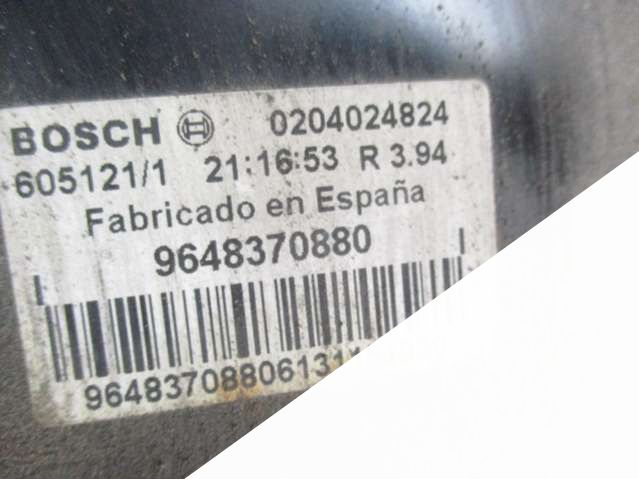 BOSCH 0204024824
605121/1 21:16:53 R 3.94
Fabricado en España
9648370880